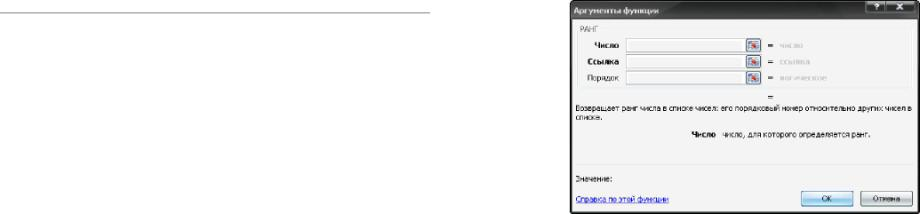 Аргументы функции
РАНГ
Число = число
Ссылка = ссылка
Порядок = логическое
=
Возвращает ранг числа в списке чисел: его порядковый номер относительно других чисел в
списке.
Число число, для которого определяется ранг.
Значение:
Справка по этой функции ОК Отмена